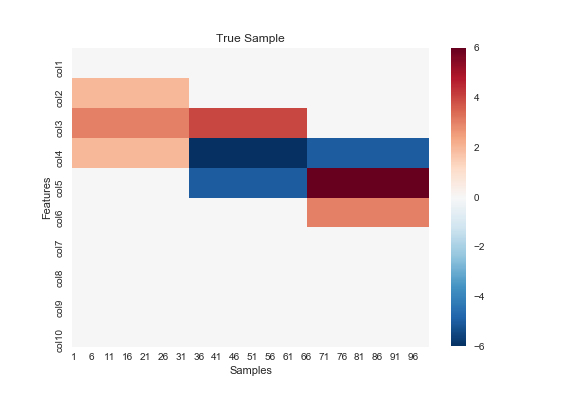 True Sample
Features
col1
col2
col3
col4
col5
col6
col7
col8
col9
col10
1 6 11 16 21 26 31 36 41 46 51 56 61 66 71 76 81 86 91 96
Samples
6
4
2
0
−2
−4
−6